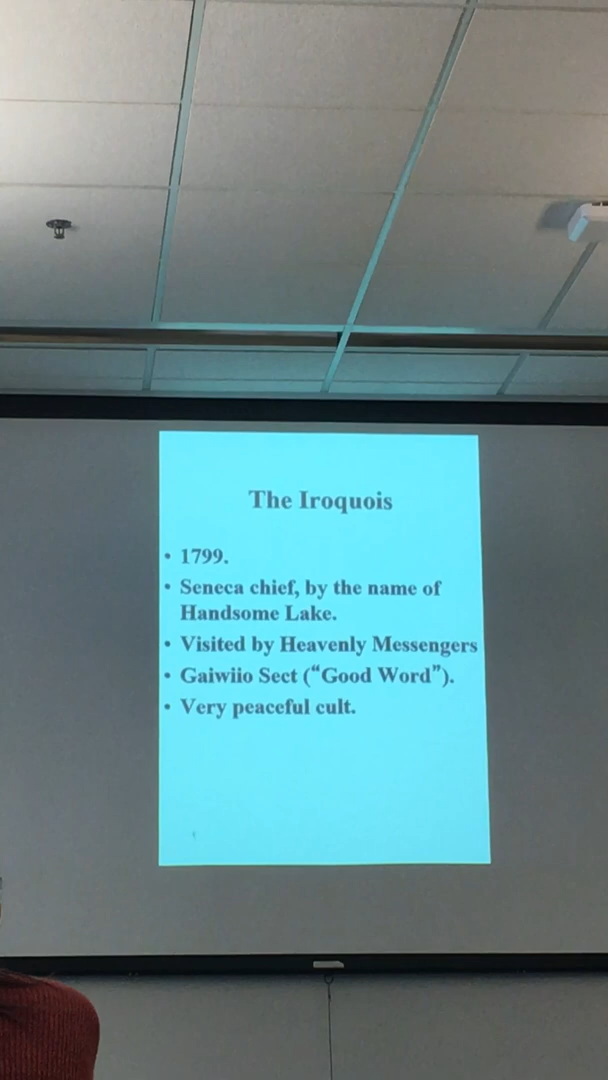 The Iroquois
• 1799.
• Seneca chief, by the name of
Handsome Lake.
• Visited by Heavenly Messengers
• Gaiwiio Sect (“Good Word”).
• Very peaceful cult.